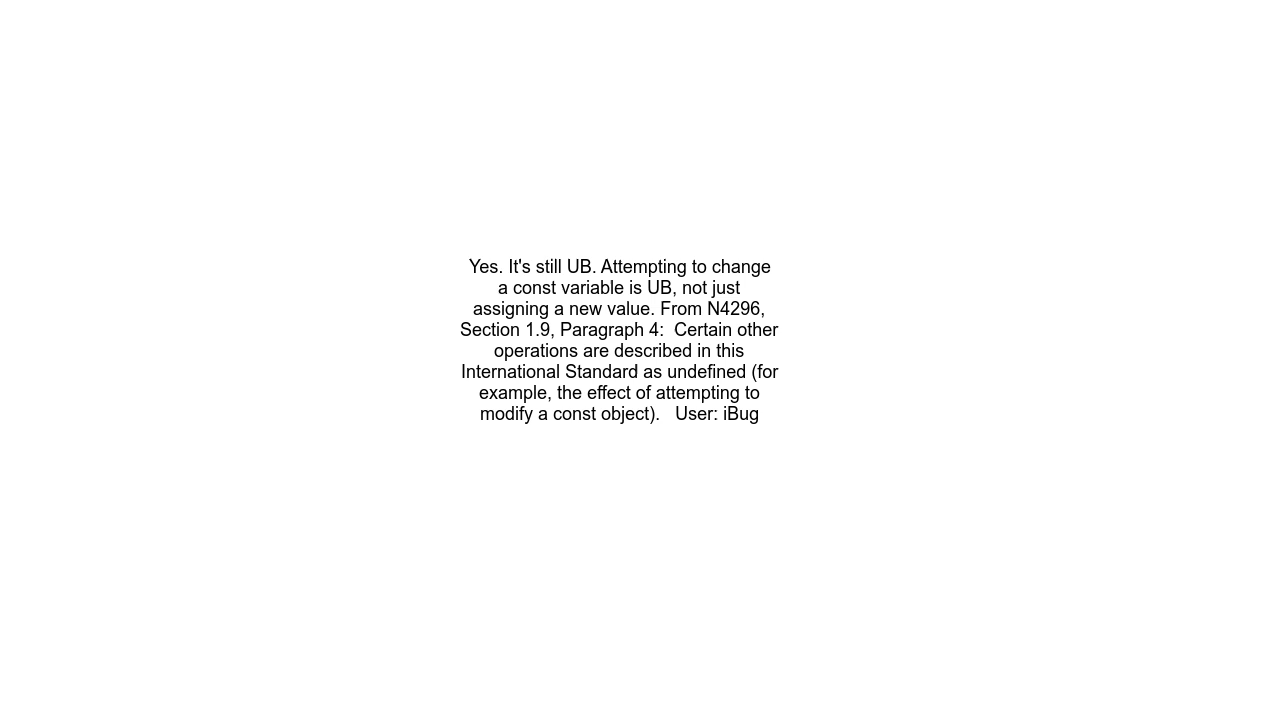 Yes. It's still UB. Attempting to change
a const variable is UB, not just
assigning a new value. From N4296,
Section 1.9, Paragraph 4:  Certain other
operations are described in this
International Standard as undefined (for
example, the effect of attempting to
modify a const object).   User: iBug